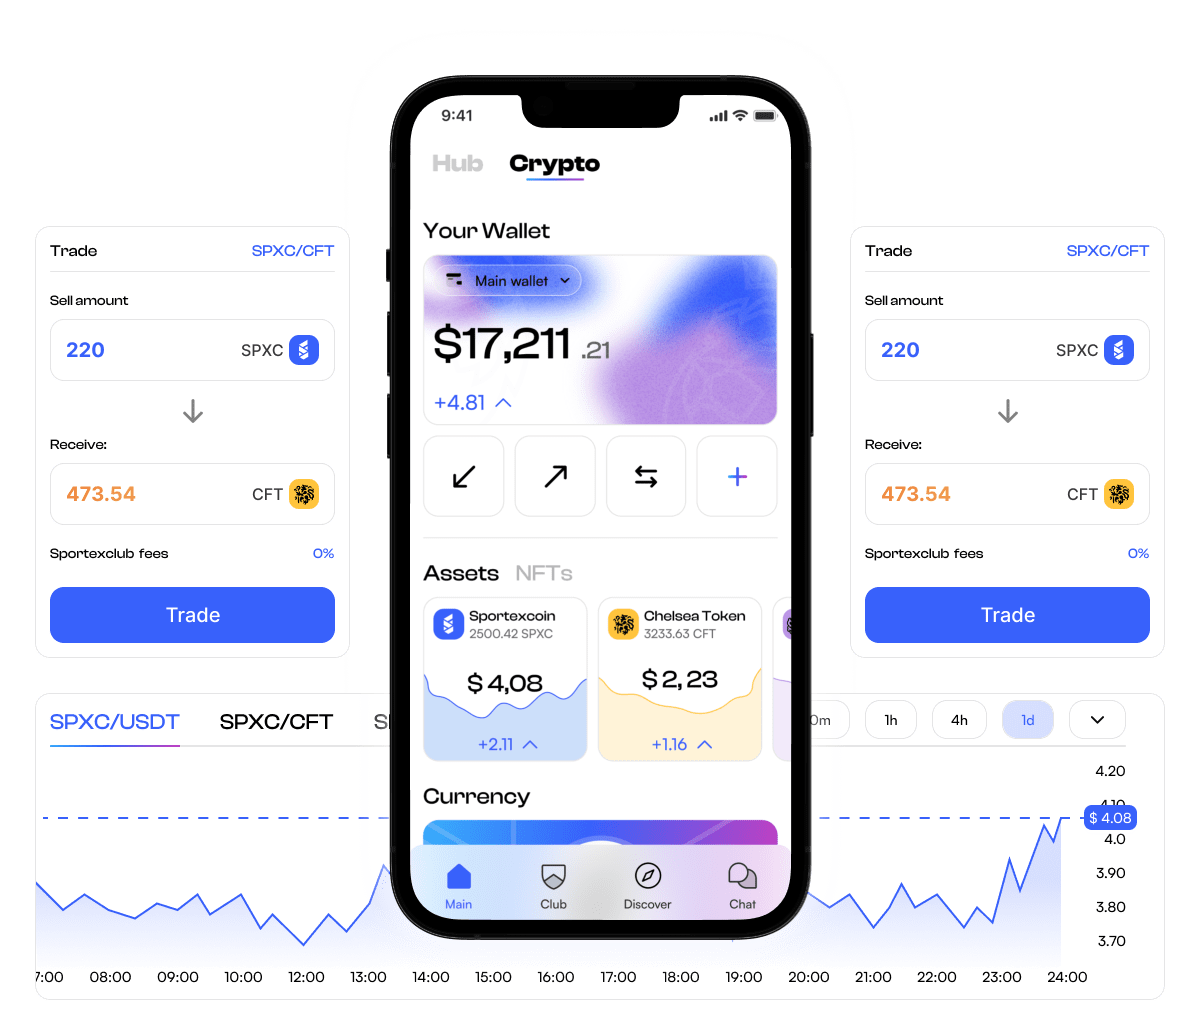 9:41
Hub Crypto
Your Wallet
Main wallet
$17,211 .21
+4.81
Assets NFTs
Sportexcoin
2500.42 SPXC
$ 4,08
+2.11
Chelsea Token
3233.63 CFT
$ 2, 23
+1.16
Currency
Main Club Discover Chat
Trade SPXC/CFT
Sell amount
220 SPXC
Receive:
473.54 CFT
Sportexclub fees 0%
Trade
Trade SPXC/CFT
Sell amount
220 SPXC
Receive:
473.54 CFT
Sportexclub fees 0%
Trade
SPXC/USDT SPXC/CFT
0m 1h 4h 1d
4.20
4.10
$ 4.08
4.0
3.90
3.80
3.70
7:00 08:00 09:00 10:00 12:00 13:00 14:00 15:00 16:00 17:00 18:00 19:00 20:00 21:00 22:00 23:00 24:00